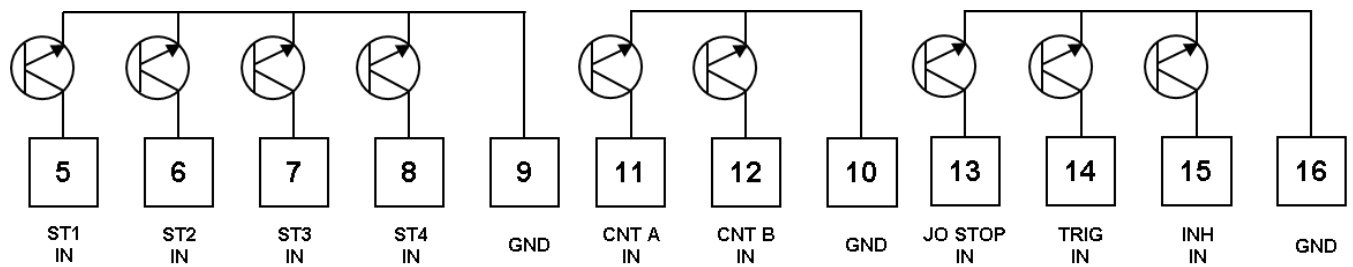 5 6 7 8 9 11 12 10 13 14 15 16
ST1 ST2 ST3 ST4 GND CNT A CNT B GND JO STOP TRIG INH GND
IN IN IN IN IN IN IN IN IN